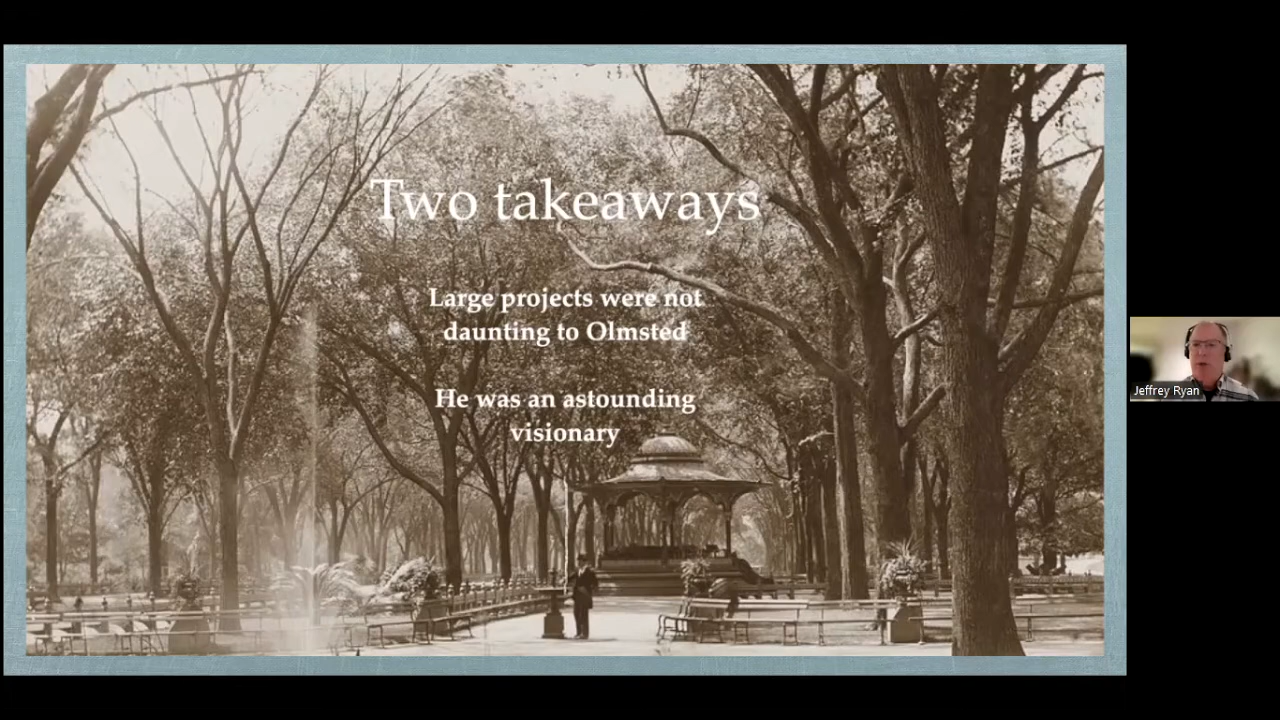 Two takeaways
Large projects were not
daunting to Olmsted
He was an astounding
visionary
Jeffrey Ryan